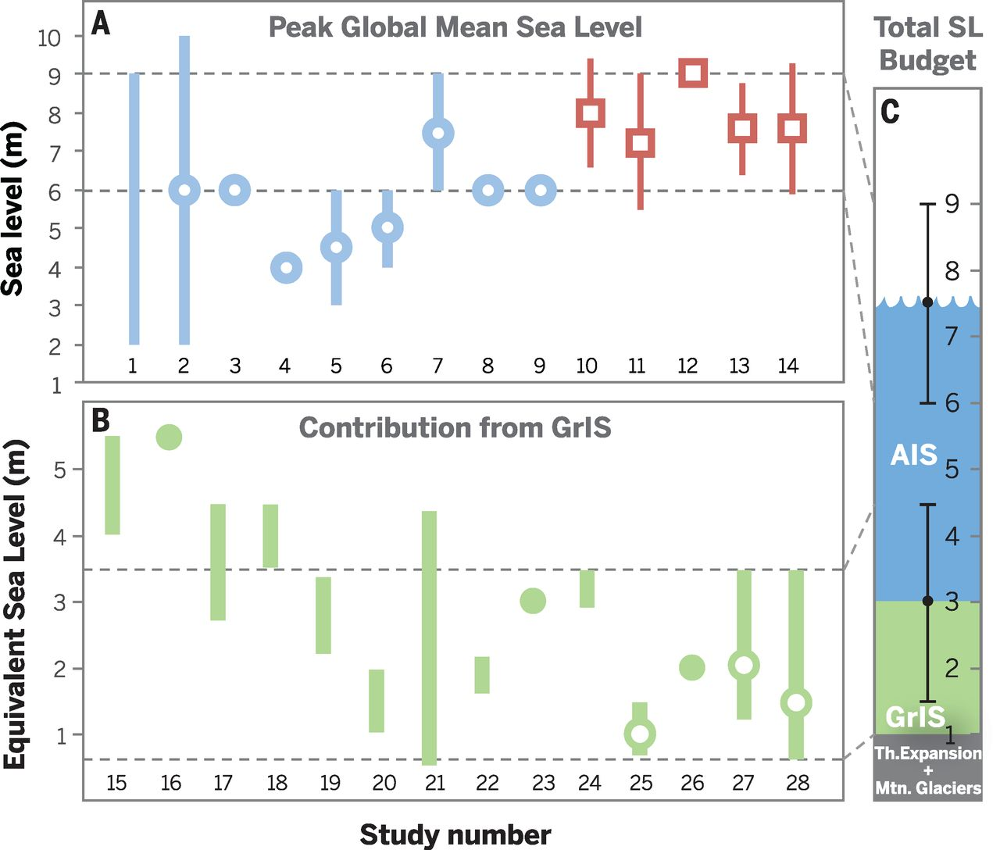 A
Peak Global Mean Sea Level
Sea level (m)
10
9
8
7
6
5
4
3
2
1
1 2 3 4 5 6 7 8 9 10 11 12 13 14
B
Contribution from GrIS
Equivalent Sea Level (m)
5
4
3
2
1
15 16 17 18 19 20 21 22 23 24 25 26 27 28
Study number
Total SL
Budget
C
9
8
7
6
AIS 5
4
3
2
GrIS
1
Th.Expansion
+
Mtn. Glaciers